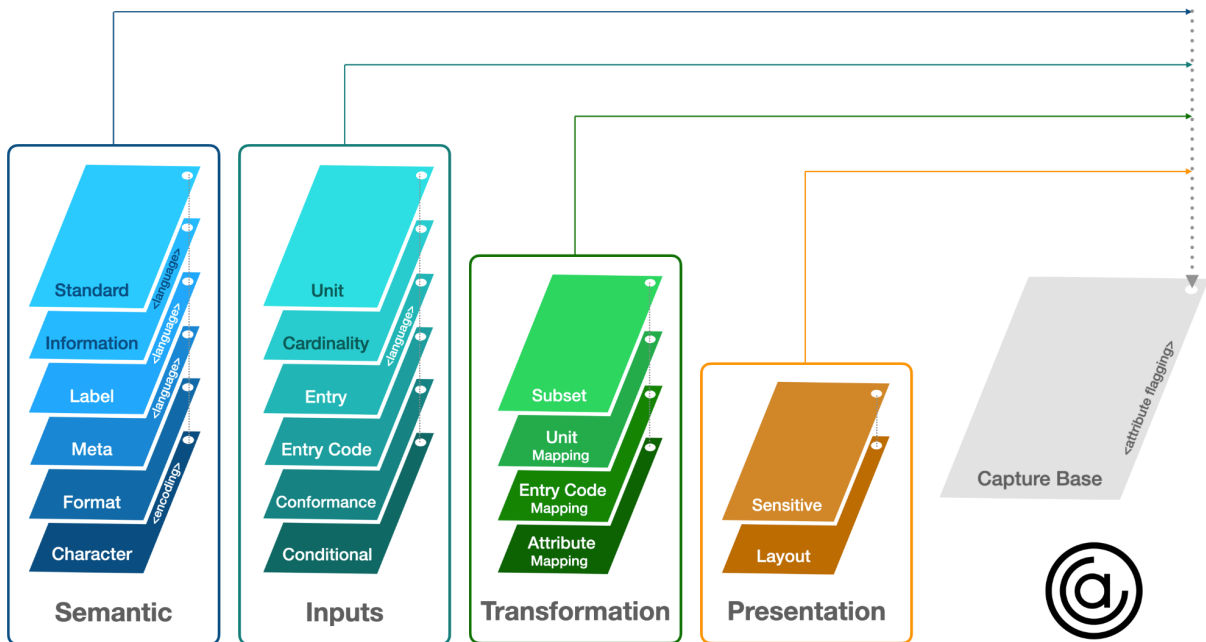 Standard
<language>
Information
<language>
Label
<language>
Meta
Format
<encoding>
Character
Semantic
Unit
Cardinality
<language>
Entry
Entry Code
Conformance
Conditional
Inputs
Subset
Unit
Mapping
Entry Code
Mapping
Attribute
Mapping
Transformation
Sensitive
Layout
Presentation
<attribute flagging>
Capture Base
a